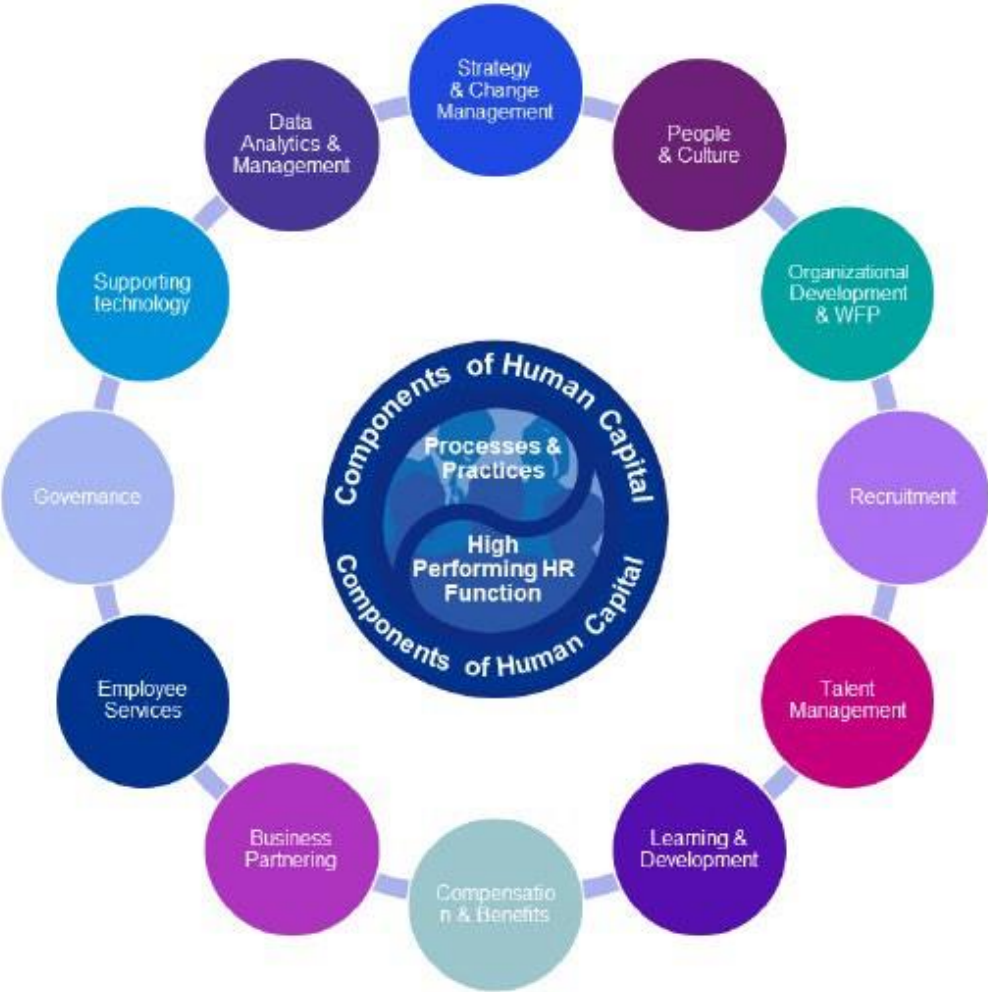 Strategy
& Change
Management
People
& Culture
Organizational
Development
& WFP
Recruitment
Talent
Management
Learning &
Development
Compensatio
n & Benefits
Business
Partnering
Employee
Services
Governance
Supporting
technology
Data
Analytics &
Management
Components of Human Capital
Processes &
Practices
High
Performing HR
Function
Components of Human Capital